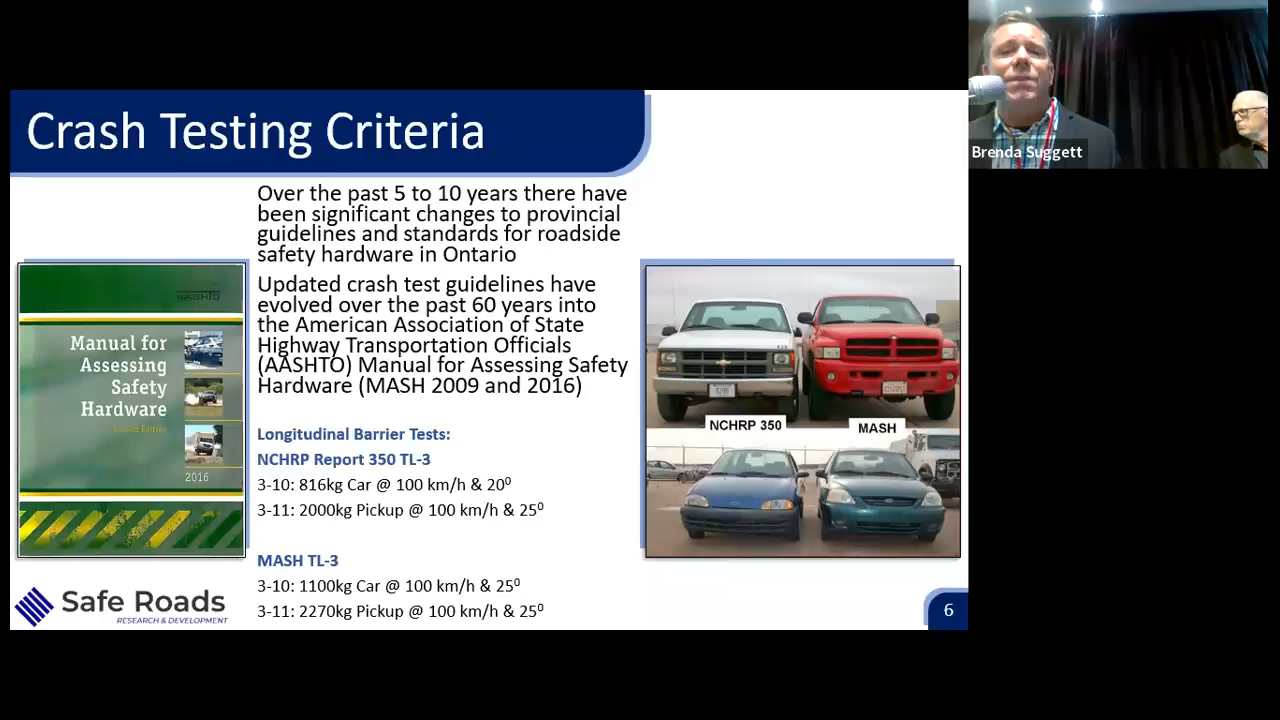 Crash Testing Criteria
Over the past 5 to 10 years there have
been significant changes to provincial
guidelines and standards for roadside
safety hardware in Ontario
Updated crash test guidelines have
evolved over the past 60 years into
the American Association of State
Highway Transportation Officials
(AASHTO) Manual for Assessing Safety
Hardware (MASH 2009 and 2016)
Longitudinal Barrier Tests:
NCHRP Report 350 TL-3
3-10: 816kg Car @ 100 km/h & 20⁰
3-11: 2000kg Pickup @ 100 km/h & 25⁰
MASH TL-3
3-10: 1100kg Car @ 100 km/h & 25⁰
3-11: 2270kg Pickup @ 100 km/h & 25⁰
Manual for
Assessing
Safety
Hardware
2016
NCHRP 350
MASH
Safe Roads
RESEARCH & DEVELOPMENT
6
Brenda Suggett